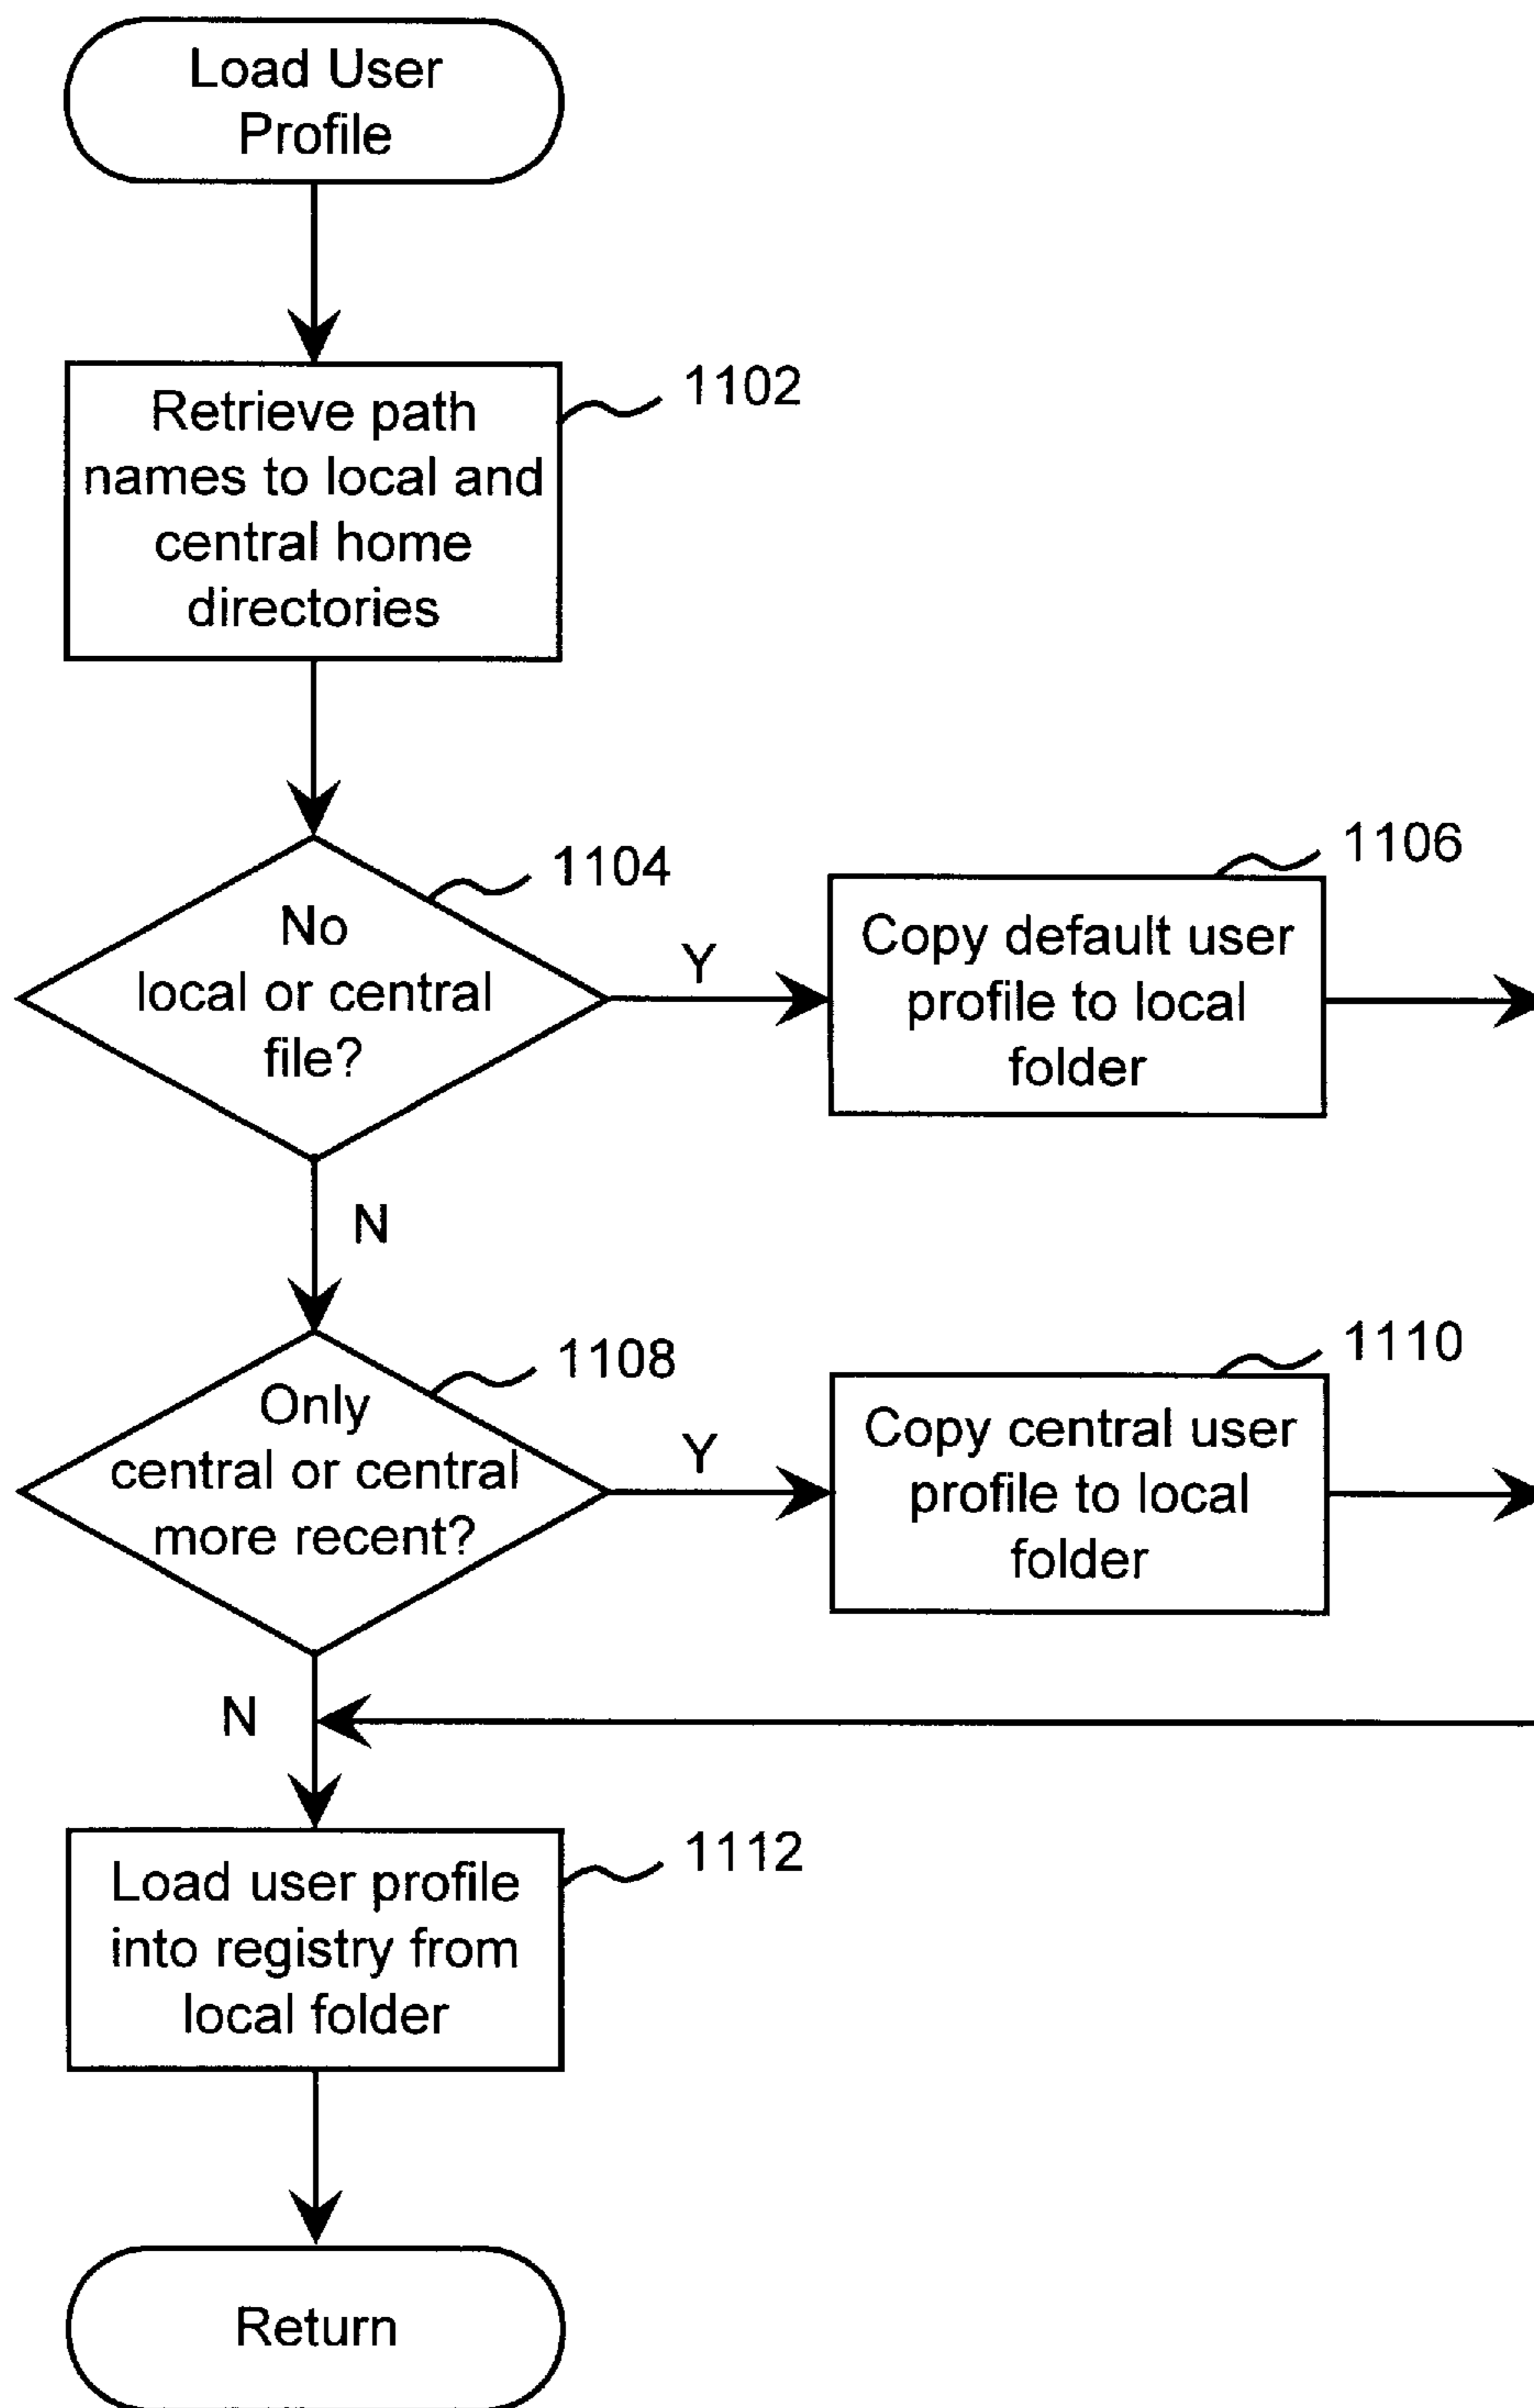 Load User
Profile
1102
Retrieve path
names to local and
central home
directories
1104
No
local or central
file?
Y
1106
Copy default user
profile to local
folder
N
1108
Only
central or central
more recent?
Y
1110
Copy central user
profile to local
folder
N
1112
Load user profile
into registry from
local folder
Return